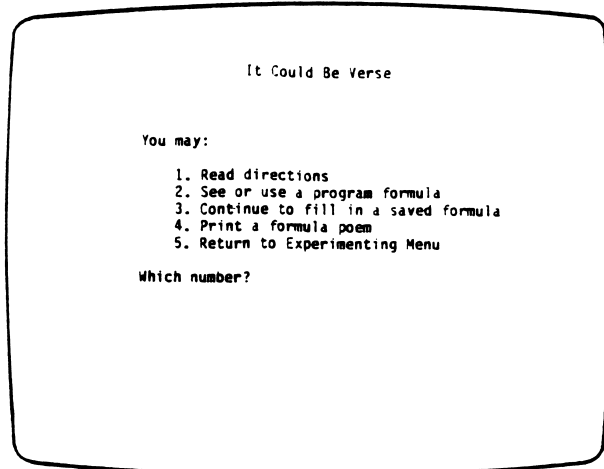 It Could Be Verse
You may:
1. Read directions
2. See or use a program formula
3. Continue to fill in a saved formula
4. Print a formula poem
5. Return to Experimenting Menu
Which number?